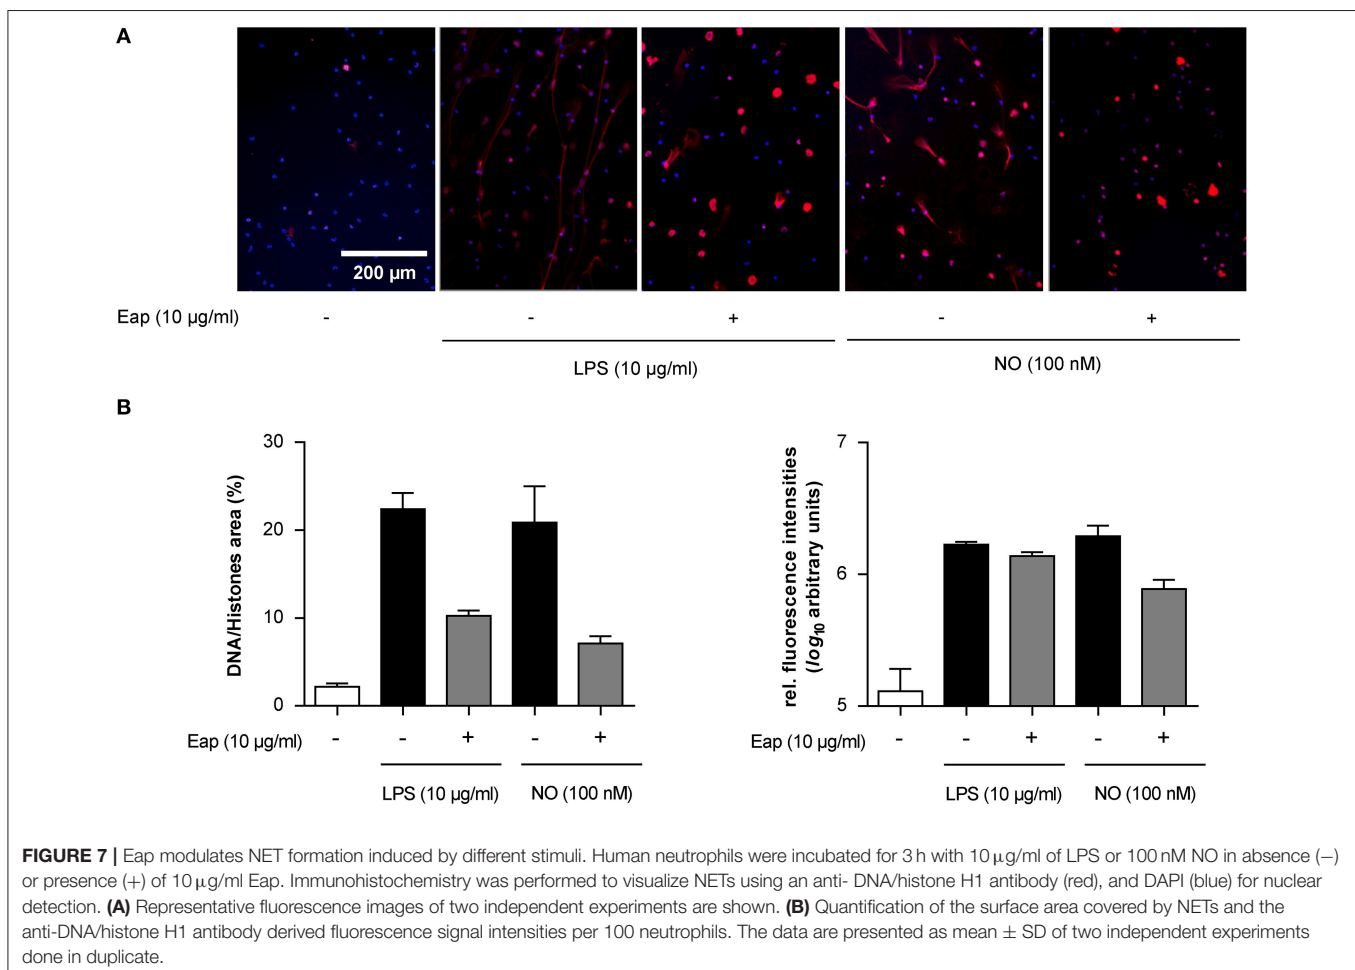 A
200 µm
Eap (10 µg/ml) - - + - +
LPS (10 µg/ml) NO (100 nM)
B
DNA/Histones area (%)
30
20
10
0
Eap (10 µg/ml) - - + - +
LPS (10 µg/ml) NO (100 nM)
rel. fluorescence intensities
(log10 arbitrary units)
7
6
5
Eap (10 µg/ml) - - + - +
LPS (10 µg/ml) NO (100 nM)
FIGURE 7 | Eap modulates NET formation induced by different stimuli. Human neutrophils were incubated for 3 h with 10 µg/ml of LPS or 100 nM NO in absence (−)
or presence (+) of 10 µg/ml Eap. Immunohistochemistry was performed to visualize NETs using an anti- DNA/histone H1 antibody (red), and DAPI (blue) for nuclear
detection. (A) Representative fluorescence images of two independent experiments are shown. (B) Quantification of the surface area covered by NETs and the
anti-DNA/histone H1 antibody derived fluorescence signal intensities per 100 neutrophils. The data are presented as mean ± SD of two independent experiments
done in duplicate.